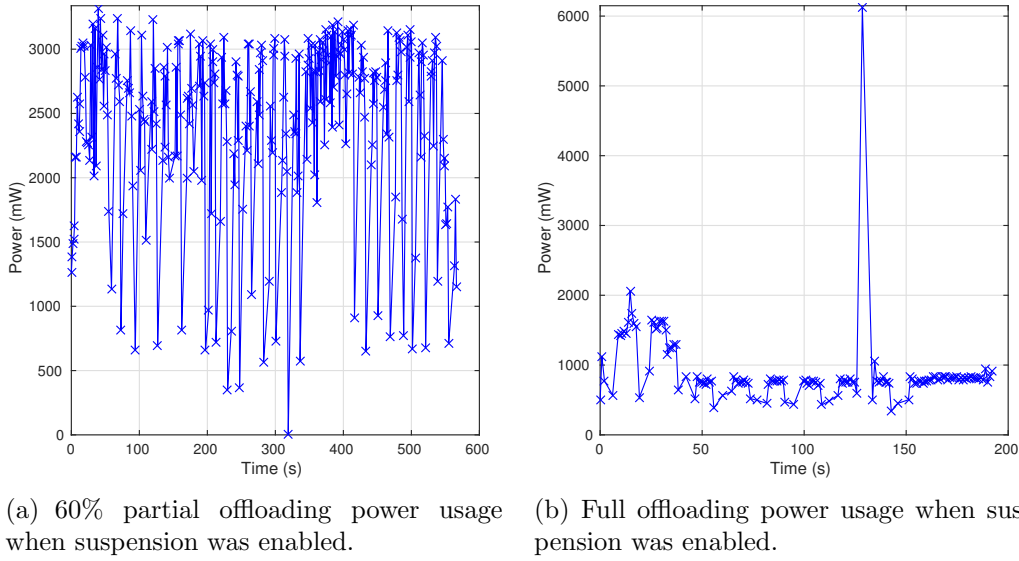 3000
2500
2000
1500
1000
500
0
Power (mW)
0 100 200 300 400 500 600
Time (s)
6000
5000
4000
3000
2000
1000
0
Power (mW)
0 50 100 150 200
Time (s)
(a) 60% partial offloading power usage
when suspension was enabled.
(b) Full offloading power usage when sus
pension was enabled.